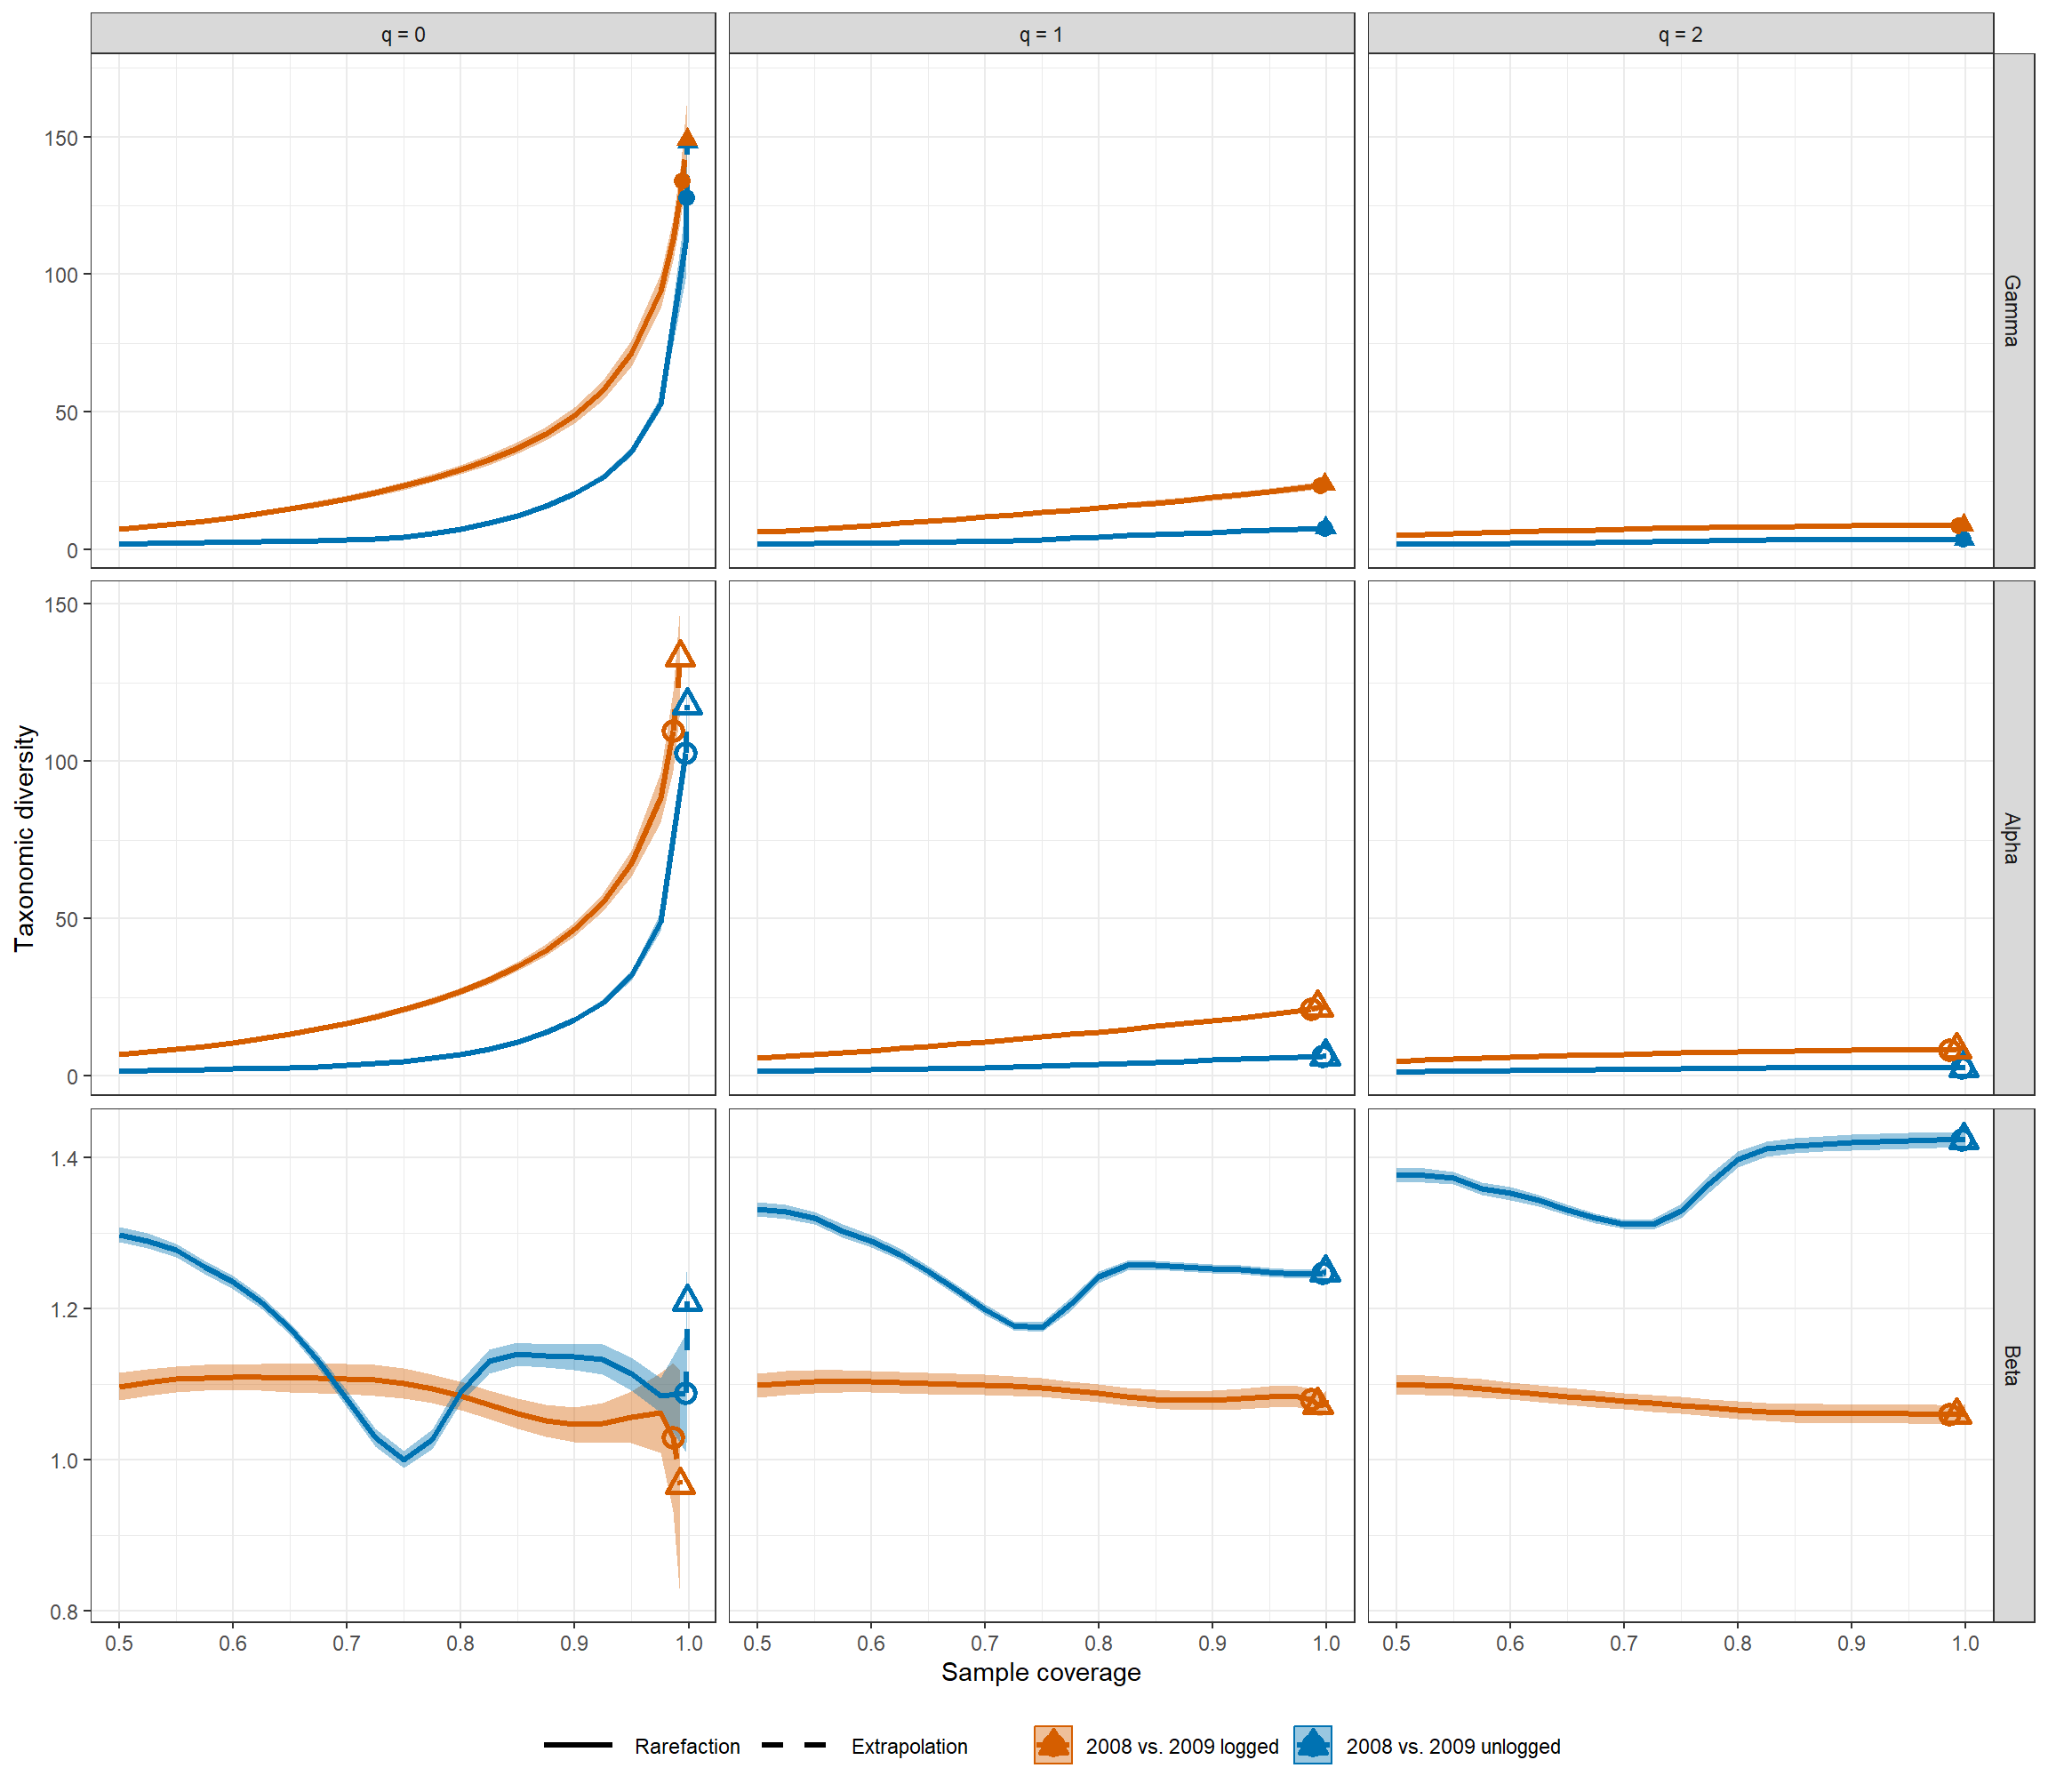 q = 0
q = 1
q = 2
150
100
50
0
Gamma
150
100
50
0
Alpha
Taxonomic diversity
1.4
1.2
1.0
0.8
Beta
0.5 0.6 0.7 0.8 0.9 1.0
0.5 0.6 0.7 0.8 0.9 1.0
0.5 0.6 0.7 0.8 0.9 1.0
Sample coverage
Rarefaction Extrapolation 2008 vs. 2009 logged 2008 vs. 2009 unlogged